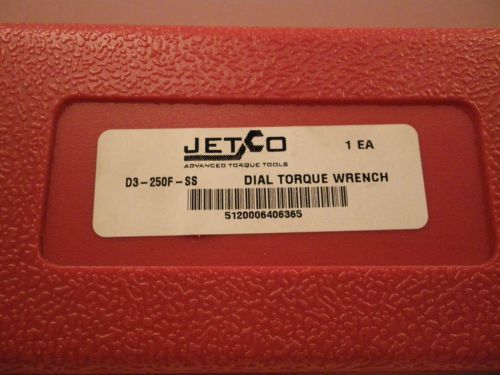 JETCO 1 EA
ADVANCED TORQUE TOOLS
D3-250F-SS DIAL TORQUE WRENCH
5120006406365